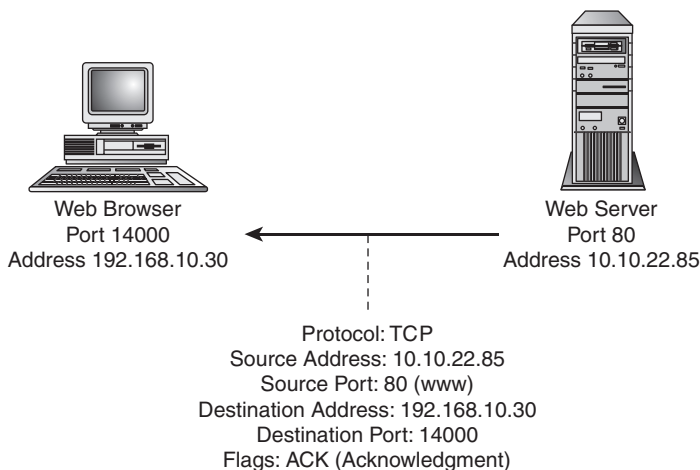 Web Browser
Port 14000
Address 192.168.10.30
Web Server
Port 80
Address 10.10.22.85
Protocol: TCP
Source Address: 10.10.22.85
Source Port: 80 (www)
Destination Address: 192.168.10.30
Destination Port: 14000
Flags: ACK (Acknowledgment)